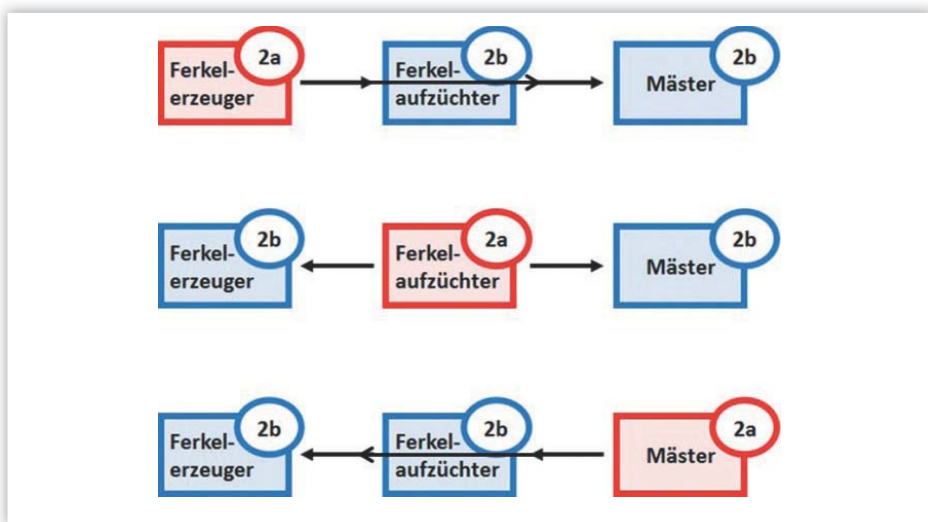 2a
Ferkel-
erzeuger
2b
Ferkel-
aufzüchter
2b
Mäster
2b
Ferkel-
erzeuger
2a
Ferkel-
aufzüchter
2b
Mäster
2b
Ferkel-
erzeuger
2b
Ferkel-
aufzüchter
2a
Mäster